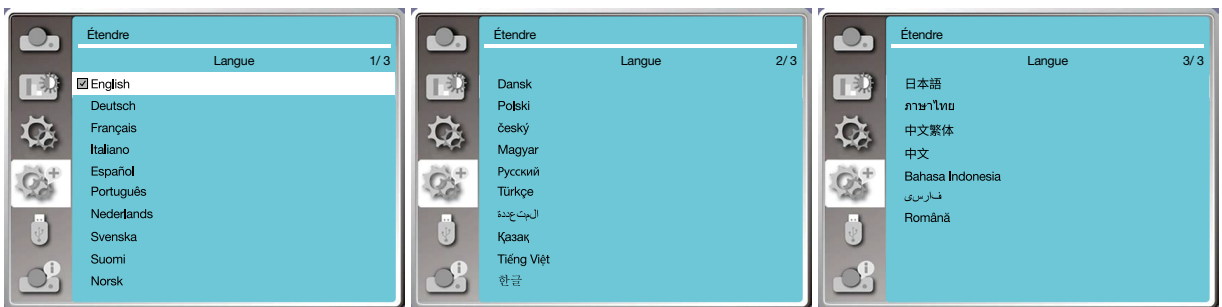 Étendre
Langue 1/ 3
English
Deutsch
Français
Italiano
Español
Português
Nederlands
Svenska
Suomi
Norsk
Étendre
Langue 2/ 3
Dansk
Polski
český
Magyar
Русский
Türkçe
المتعددة
Қазақ
Tiếng Việt
한글
Étendre
Langue 3/ 3
日本語
ภาษาไทย
中文繁体
中文
Bahasa Indonesia
فارسی
Română